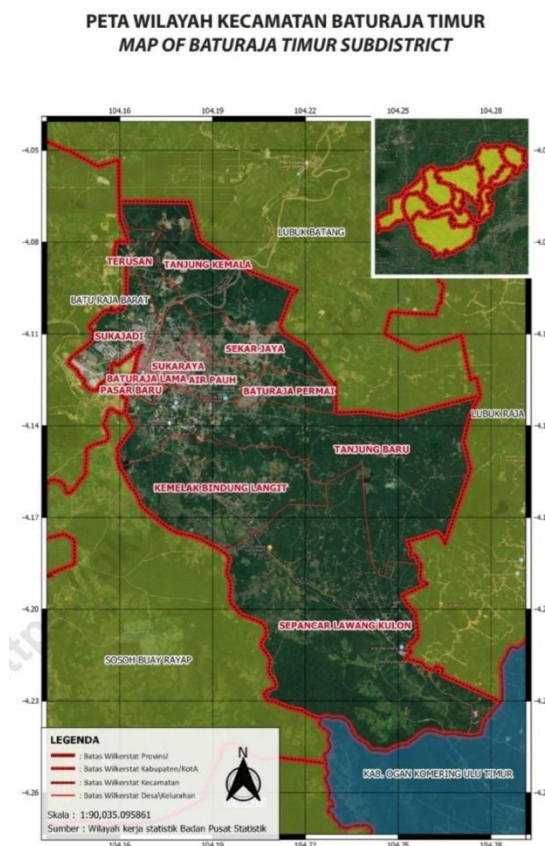 PETA WILAYAH KECAMATAN BATURAJA TIMUR
MAP OF BATURAJA TIMUR SUBDISTRICT
104.16 104.19 104.22 104.25 104.28
-4.05
-4.08
-4.11
-4.14
-4.17
-4.20
-4.23
-4.26
LUBUK BATANG
TERUSAN
TANJUNG KEMALA
BATU RAJA BARAT
SUKAJADI
SEKAR JAYA
SUKARAYA
BATURAJA LAMA AIR PAUH
PASAR BARU
BATURAJA PERMAI
LUBUK RAJA
TANJUNG BARU
KEMELAK BINDUNG LANGIT
SEPANCAR LAWANG KULON
SOSOH BUAY RAYAP
KAB. OGAN KOMERING ULU TIMUR
LEGENDA
: Batas Wilkerstat Provinsi
: Batas Wilkerstat Kabupaten/KotA
: Batas Wilkerstat Kecamatan
: Batas Wilkerstat Desa\Kelurahan
N
Skala : 1:90,035.095861
Sumber : Wilayah kerja statistik Badan Pusat Statistik
104.16 104.19 104.22 104.25 104.28